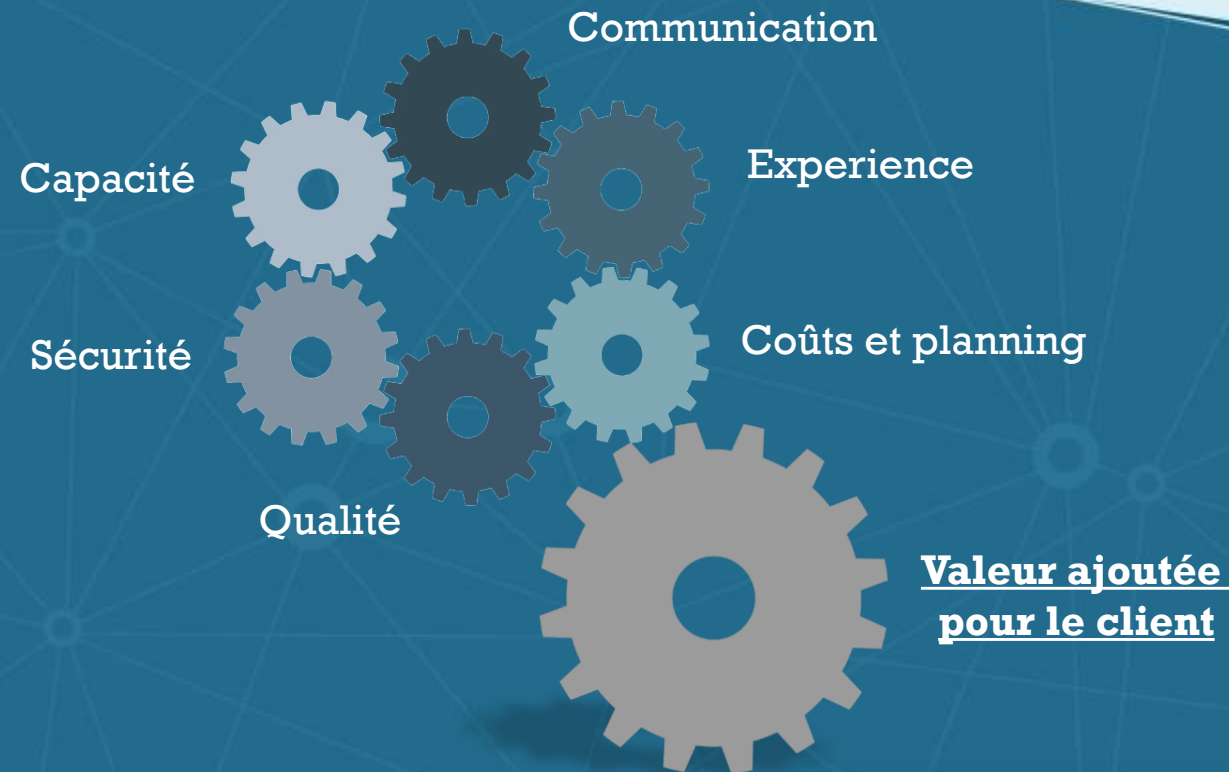 Communication
Capacité
Experience
Sécurité
Coûts et planning
Qualité
Valeur ajoutée
pour le client